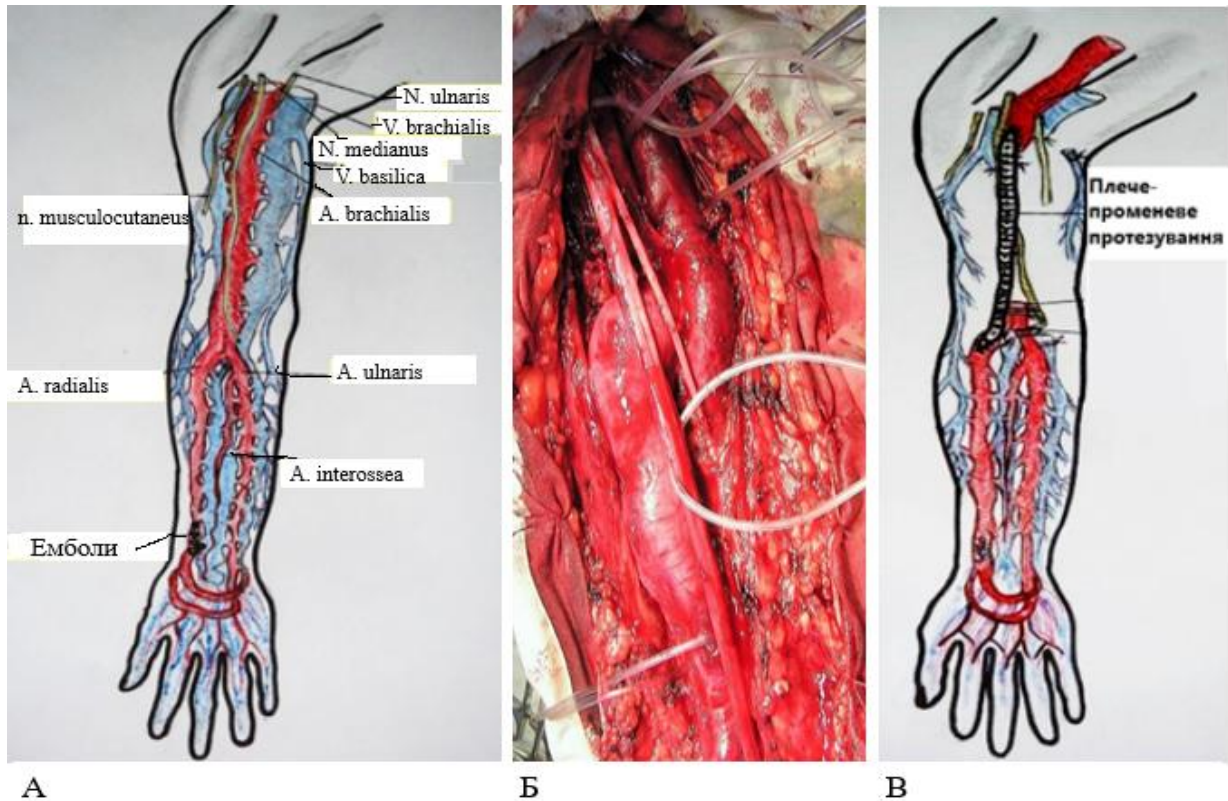 N. ulnaris
V. brachialis
N. medianus
V. basilica
n. musculocutaneus
A. brachialis
A. radialis
A. ulnaris
A. interossea
Емболи
Плече-
променеве
протезування
А
Б
В